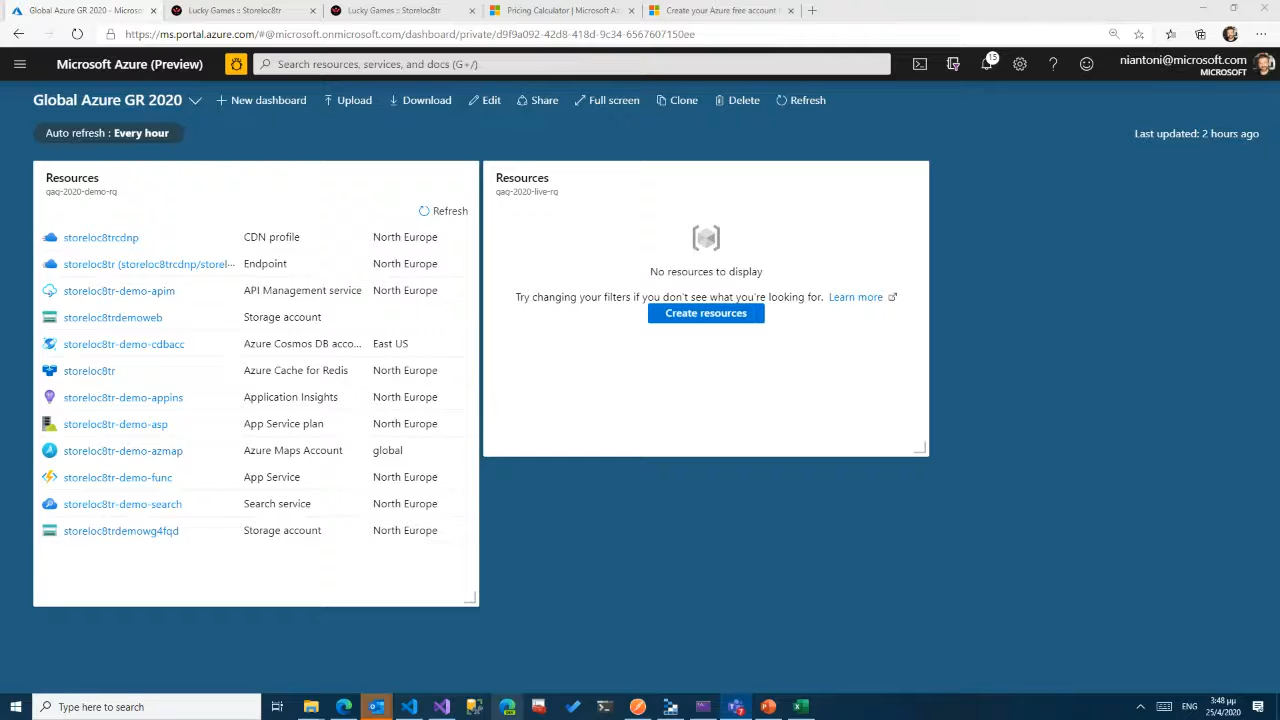 Global Azure GR 2020 - Microsof
Lucky Games :: Storeloc8tr
Lucky Games :: Storeloc8tr
Pricing Calculator | Microsoft Az
Create your Azure free account
https://ms.portal.azure.com/#@microsoft.onmicrosoft.com/dashboard/private/d9f9a092-42d8-418d-9c34-6567607150ee
Microsoft Azure (Preview)
Search resources, services, and docs (G+/)
15
niantoni@microsoft.com
MICROSOFT
Global Azure GR 2020
New dashboard
Upload
Download
Edit
Share
Full screen
Clone
Delete
Refresh
Auto refresh : Every hour
Last updated: 2 hours ago
Resources
gag-2020-demo-rg
Refresh
storeloc8trcdnp CDN profile North Europe
storeloc8tr (storeloc8trcdnp/storel··· Endpoint North Europe
storeloc8tr-demo-apim API Management service North Europe
storeloc8trdemoweb Storage account
storeloc8tr-demo-cdbacc Azure Cosmos DB acco... East US
storeloc8tr Azure Cache for Redis North Europe
storeloc8tr-demo-appins Application Insights North Europe
storeloc8tr-demo-asp App Service plan North Europe
storeloc8tr-demo-azmap Azure Maps Account global
storeloc8tr-demo-func App Service North Europe
storeloc8tr-demo-search Search service North Europe
storeloc8trdemowg4fqd Storage account North Europe
Resources
gag-2020-live-rg
No resources to display
Try changing your filters if you don't see what you're looking for. Learn more
Create resources
Type here to search
ENG
3:48 μμ
25/4/2020